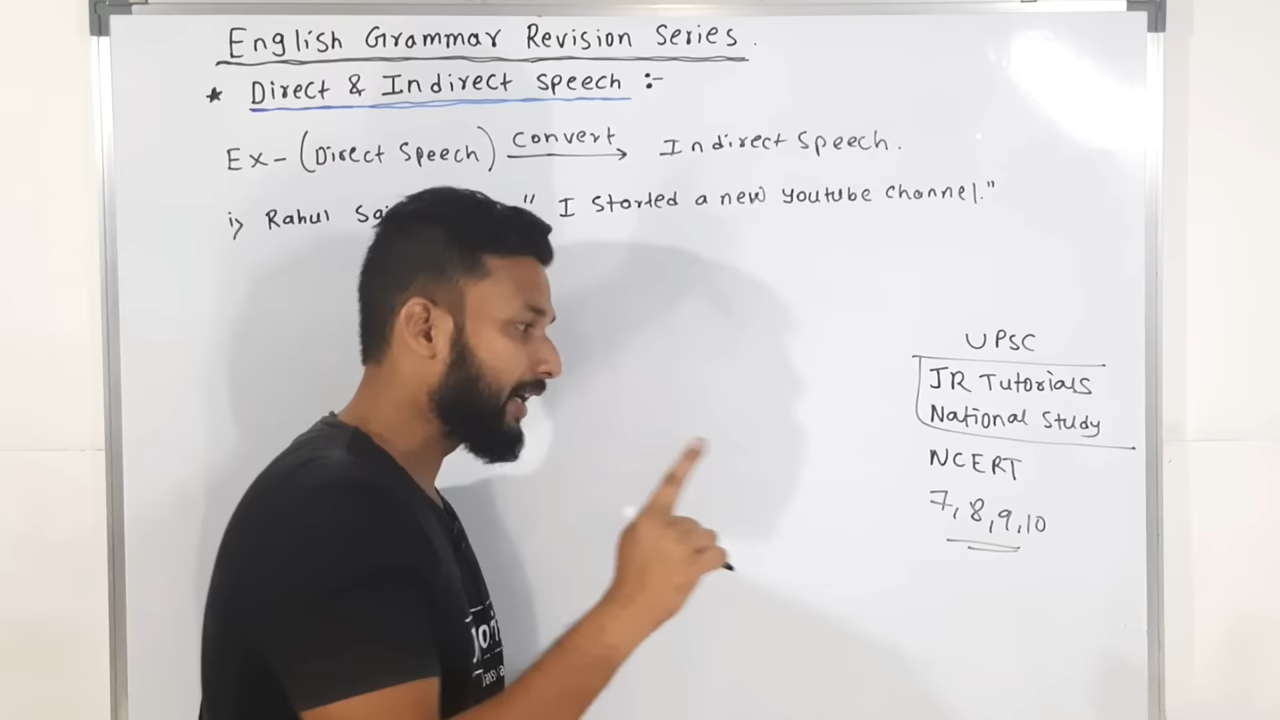 English Grammar Revision Series.
* Direct & Indirect Speech :-
Ex- (Direct Speech) Convert → Indirect Speech.
i> Rahul " I Started a new Youtube Channel."
UPSC
JR Tutorials
National Study
NCERT
7, 8, 9, 10